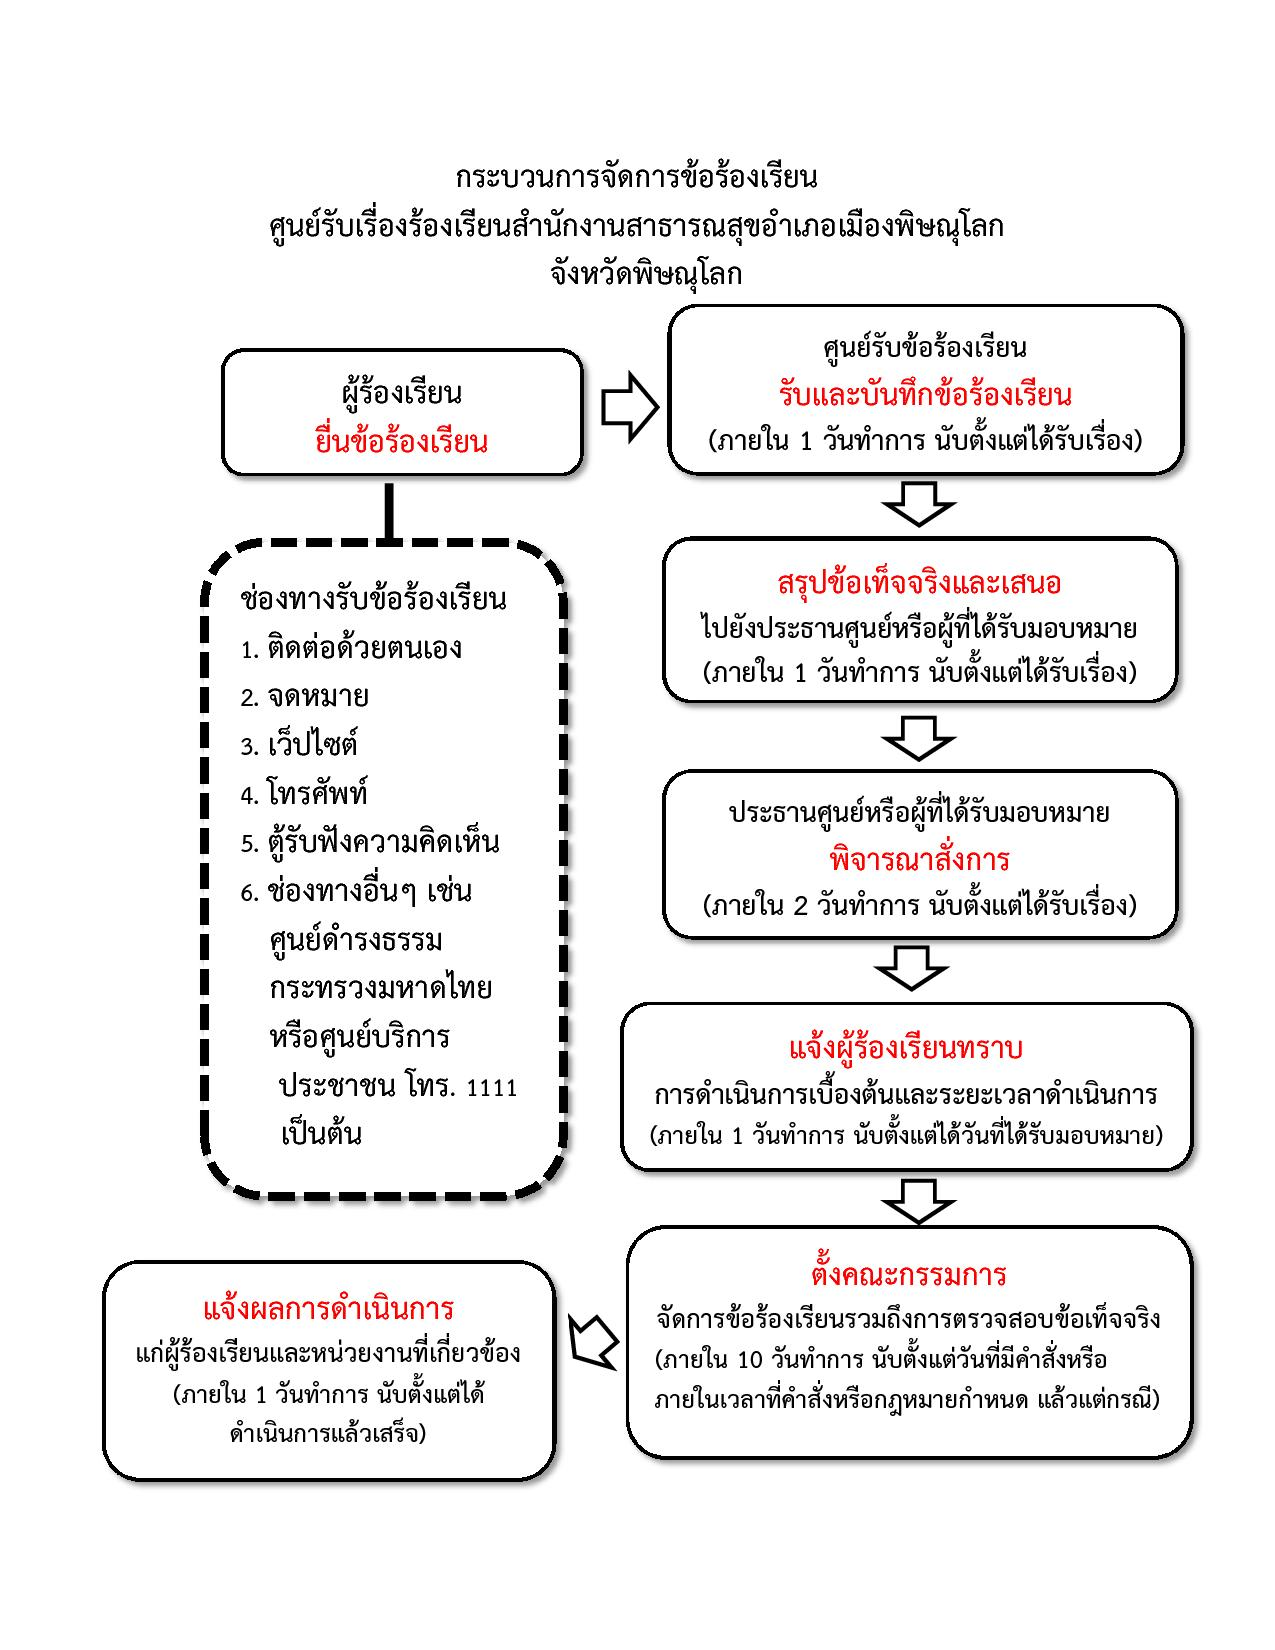 กระบวนการจัดการข้อร้องเรียน
ศูนย์รับเรื่องร้องเรียนสำนักงานสาธารณสุขอำเภอเมืองพิษณุโลก
จังหวัดพิษณุโลก
ผู้ร้องเรียน
ยื่นข้อร้องเรียน
ศูนย์รับข้อร้องเรียน
รับและบันทึกข้อร้องเรียน
(ภายใน 1 วันทำการ นับตั้งแต่ได้รับเรื่อง)
ช่องทางรับข้อร้องเรียน
1. ติดต่อด้วยตนเอง
2. จดหมาย
3. เว็ปไซต์
4. โทรศัพท์
5. ตู้รับฟังความคิดเห็น
6. ช่องทางอื่นๆ เช่น
ศูนย์ดำรงธรรม
กระทรวงมหาดไทย
หรือศูนย์บริการ
ประชาชน โทร. 1111
เป็นต้น
สรุปข้อเท็จจริงและเสนอ
ไปยังประธานศูนย์หรือผู้ที่ได้รับมอบหมาย
(ภายใน 1 วันทำการ นับตั้งแต่ได้รับเรื่อง)
ประธานศูนย์หรือผู้ที่ได้รับมอบหมาย
พิจารณาสั่งการ
(ภายใน 2 วันทำการ นับตั้งแต่ได้รับเรื่อง)
แจ้งผู้ร้องเรียนทราบ
การดำเนินการเบื้องต้นและระยะเวลาดำเนินการ
(ภายใน 1 วันทำการ นับตั้งแต่ได้วันที่ได้รับมอบหมาย)
ตั้งคณะกรรมการ
จัดการข้อร้องเรียนรวมถึงการตรวจสอบข้อเท็จจริง
(ภายใน 10 วันทำการ นับตั้งแต่วันที่มีคำสั่งหรือ
ภายในเวลาที่คำสั่งหรือกฎหมายกำหนด แล้วแต่กรณี)
แจ้งผลการดำเนินการ
แก่ผู้ร้องเรียนและหน่วยงานที่เกี่ยวข้อง
(ภายใน 1 วันทำการ นับตั้งแต่ได้
ดำเนินการแล้วเสร็จ)